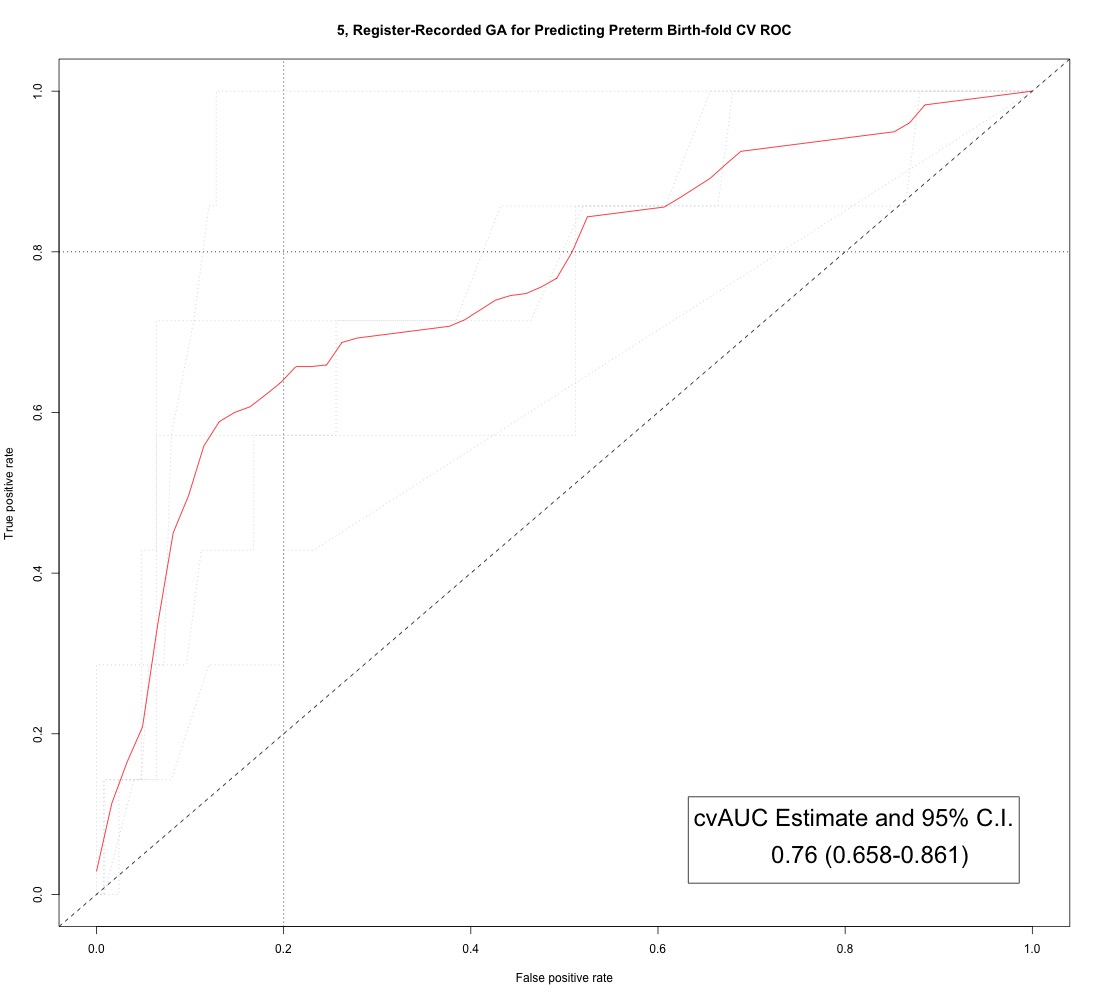 5, Register-Recorded GA for Predicting Preterm Birth-fold CV ROC
1.0
0.8
0.6
0.4
0.2
0.0
True positive rate
cvAUC Estimate and 95% C.I.
0.76 (0.658-0.861)
0.0 0.2 0.4 0.6 0.8 1.0
False positive rate